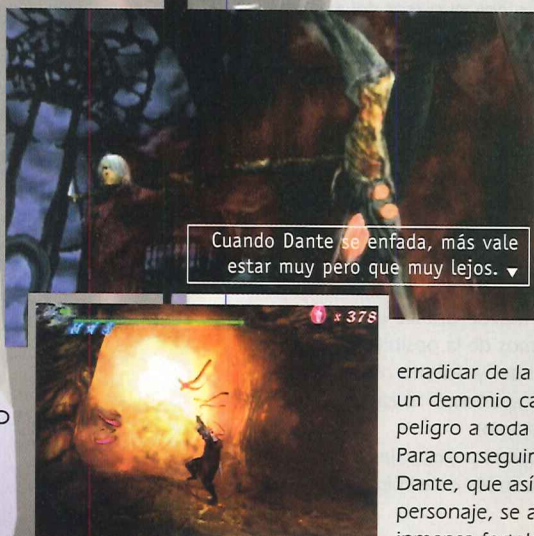 Cuando Dante se enfada, más vale
estar muy pero que muy lejos. ▼
x 378
erradicar de la
un demonio ca
peligro a toda
Para conseguir
Dante, que así
personaje, se a